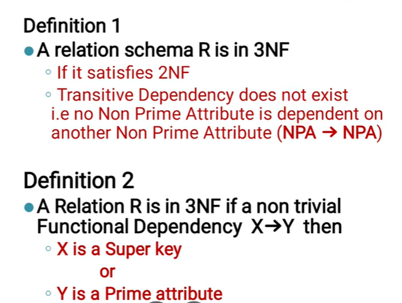 Definition 1
A relation schema R is in 3NF
If it satisfies 2NF
Transitive Dependency does not exist
i.e no Non Prime Attribute is dependent on
another Non Prime Attribute (NPA → NPA)
Definition 2
A Relation R is in 3NF if a non trivial
Functional Dependency X→Y then
X is a Super key
or
Y is a Prime attribute